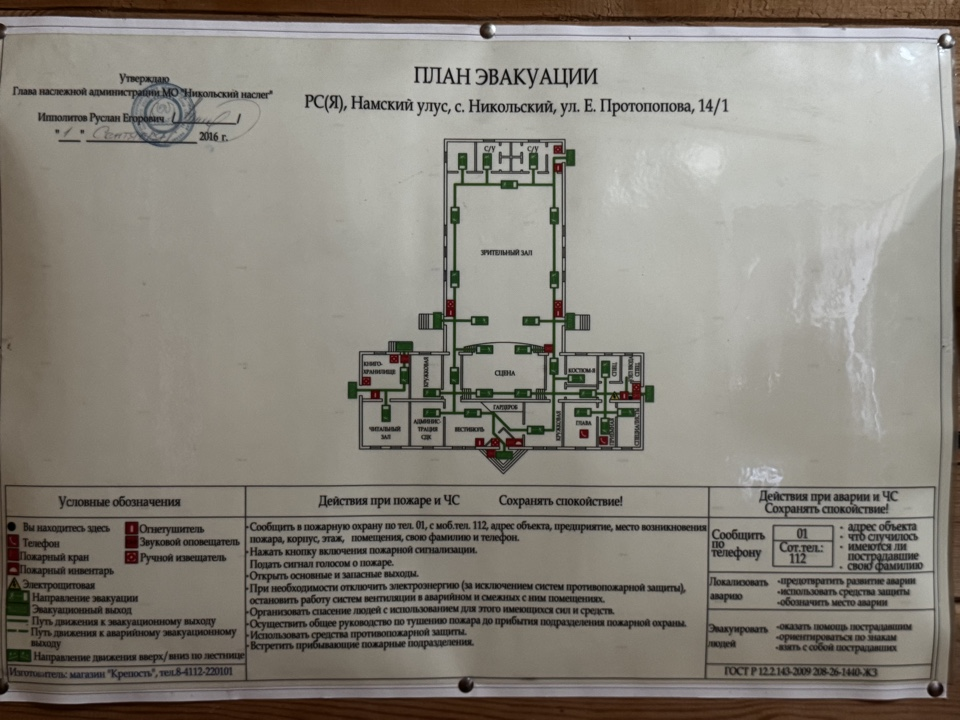 ПЛАН ЭВАКУАЦИИ
РС(Я), Намский улус, с. Никольский, ул. Е. Протопопова, 14/1
Утверждаю
Глава наслежной администрации МО "Никольский наслег"
Ипполитов Руслан Егорович
"1" 2016 г.
С/У
С/У
ЗРИТЕЛЬНЫЙ ЗАЛ
КНИГО-
ХРАНИЛИЩЕ
КРУЖКОВАЯ
СЦЕНА
КОСТЮМ-Я
СПЕЦ.
СПЕЦ.
ГАРДЕРОБ
ЧИТАЛЬНЫЙ
ЗАЛ
АДМИНИС-
ТРАЦИЯ
СДК
ВЕСТИБЮЛЬ
КРУЖКОВАЯ
ГЛАВА
СПЕЦИАЛИСТЫ
Условные обозначения
Вы находитесь здесь
Телефон
Пожарный кран
Пожарный инвентарь
Электрощитовая
Направление эвакуации
Эвакуационный выход
Путь движения к эвакуационному выходу
Путь движения к аварийному эвакуационному
выходу
Направление движения вверх/вниз по лестнице
Огнетушитель
Звуковой оповещатель
Ручной извещатель
Изготовитель: магазин "Крепость", тел.8-4112-220101
Действия при пожаре и ЧС Сохранять спокойствие!
·Сообщить в пожарную охрану по тел. 01, с моб.тел. 112, адрес объекта, предприятие, место возникновения
пожара, корпус, этаж, помещения, свою фамилию и телефон.
·Нажать кнопку включения пожарной сигнализации.
Подать сигнал голосом о пожаре.
·Открыть основные и запасные выходы.
·При необходимости отключить электроэнергию (за исключением систем противопожарной защиты),
остановить работу систем вентиляции в аварийном и смежных с ним помещениях.
·Организовать спасение людей с использованием для этого имеющихся сил и средств.
·Осуществить общее руководство по тушению пожара до прибытия подразделения пожарной охраны.
·Использовать средства противопожарной защиты.
·Встретить прибывающие пожарные подразделения.
Действия при аварии и ЧС
Сохранять спокойствие!
Сообщить
по
телефону
01
Сот.тел.:
112
• адрес объекта
• что случилось
• имеются ли
пострадавшие
• свою фамилию
Локализовать
аварию
-предотвратить развитие аварии
-использовать средства защиты
-обозначить место аварии
Эвакуировать
людей
-оказать помощь пострадавшим
-ориентироваться по знакам
-взять с собой пострадавших
ГОСТ Р 12.2.143-2009 208-26-1440-ЖЗ